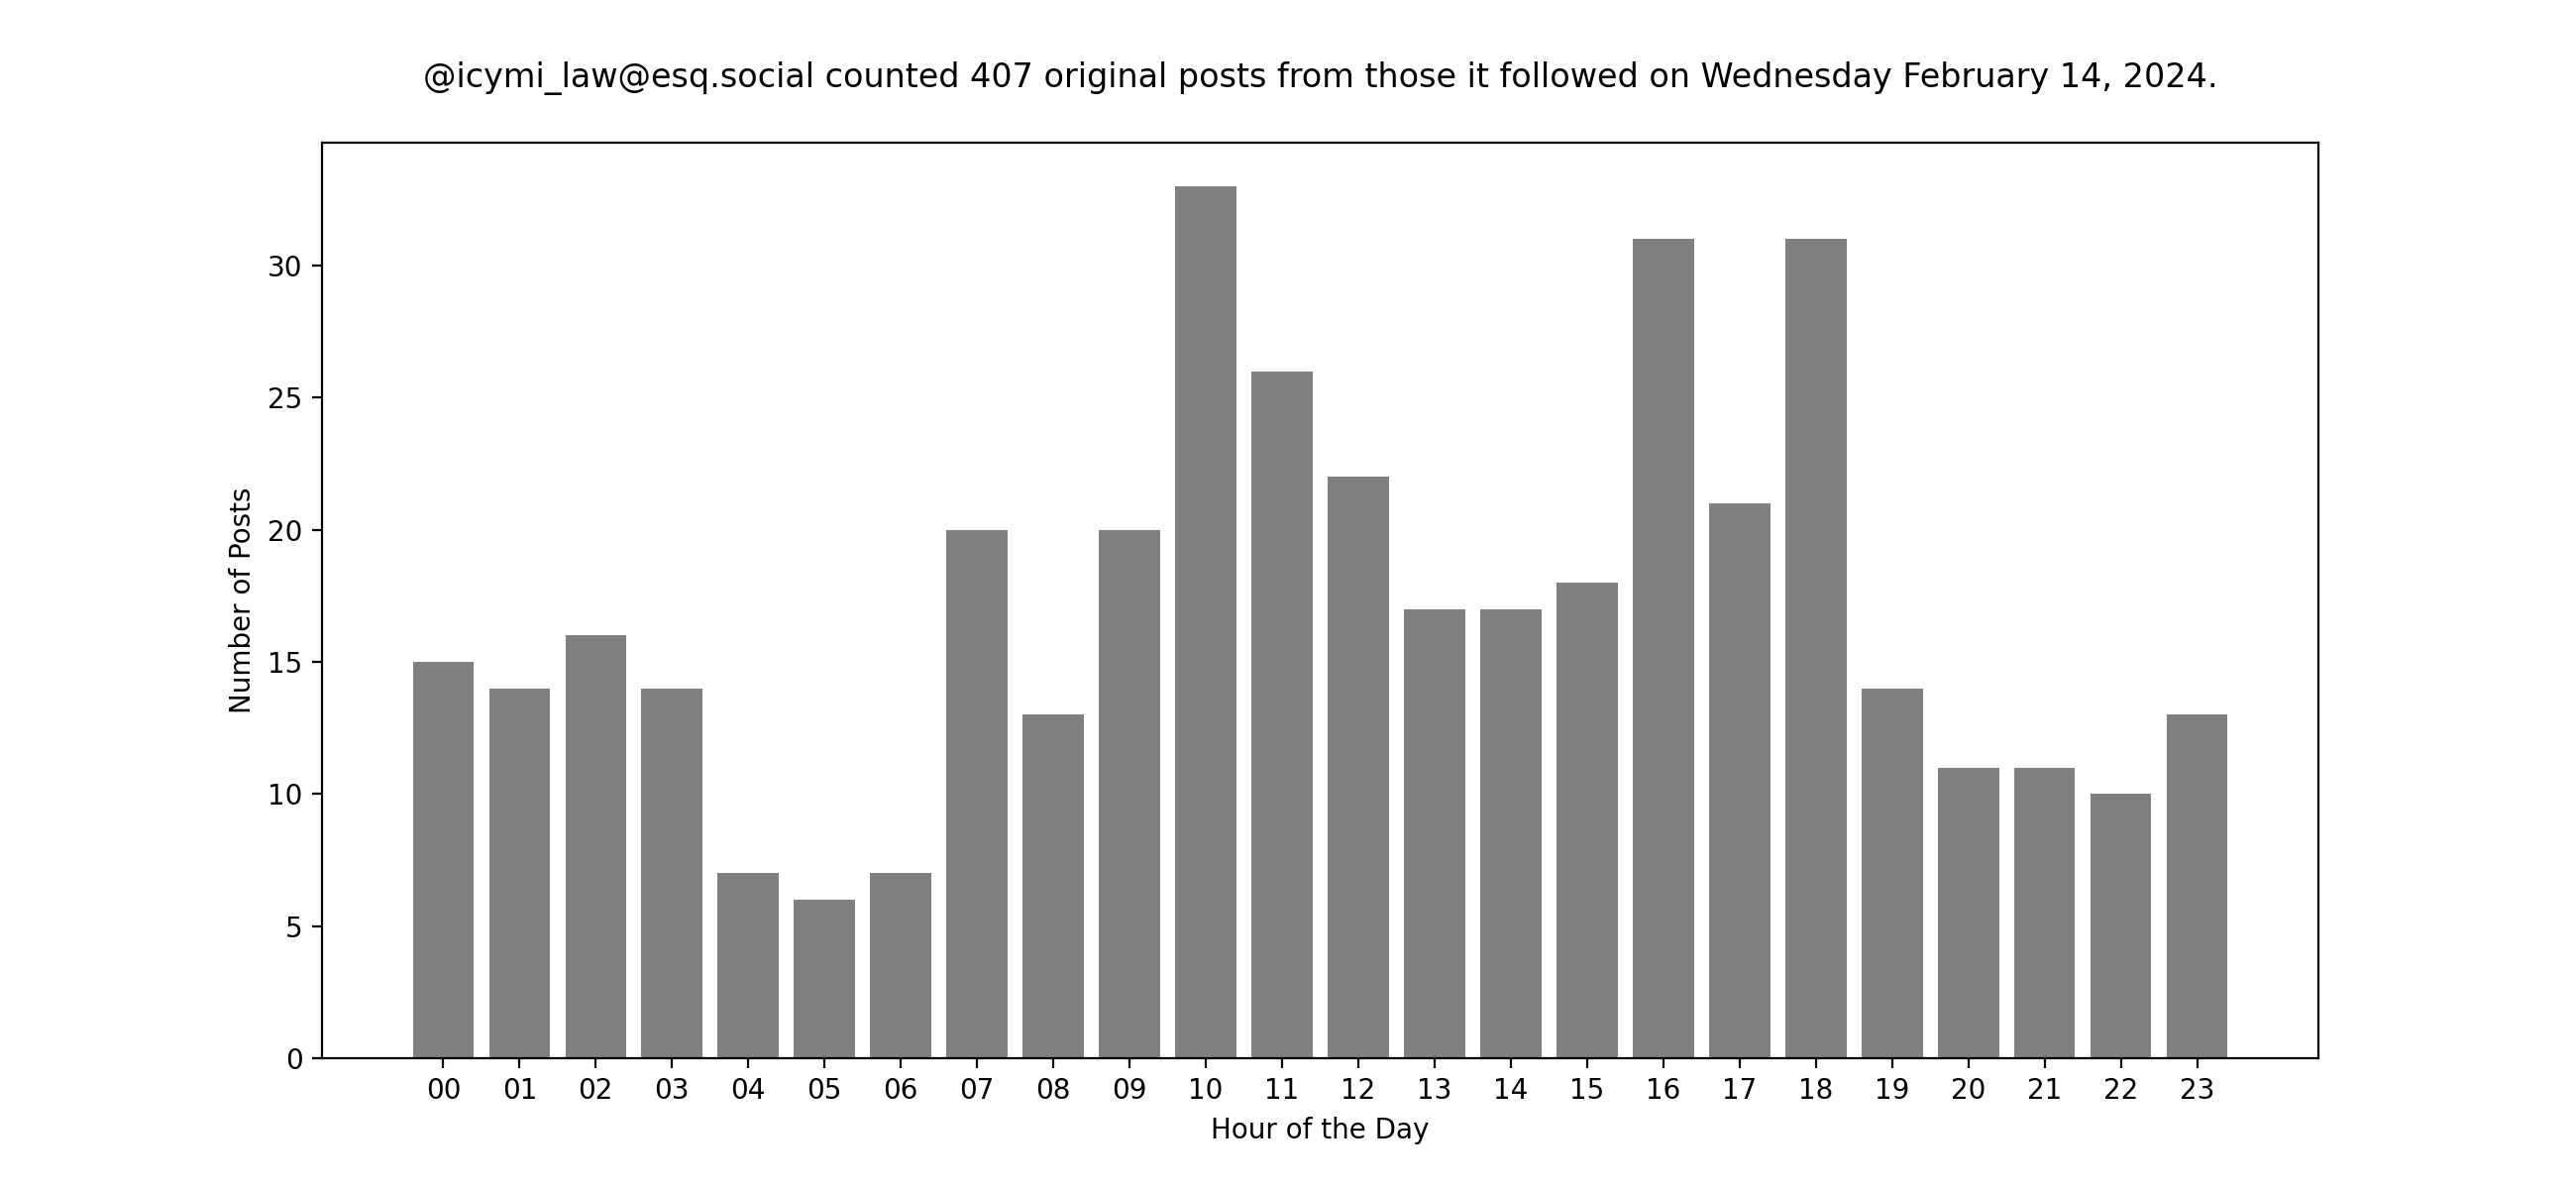 @icymi_law@esq.social counted 407 original posts from those it followed on Wednesday February 14, 2024.
Number of Posts
30
25
20
15
10
5
0
00 01 02 03 04 05 06 07 08 09 10 11 12 13 14 15 16 17 18 19 20 21 22 23
Hour of the Day